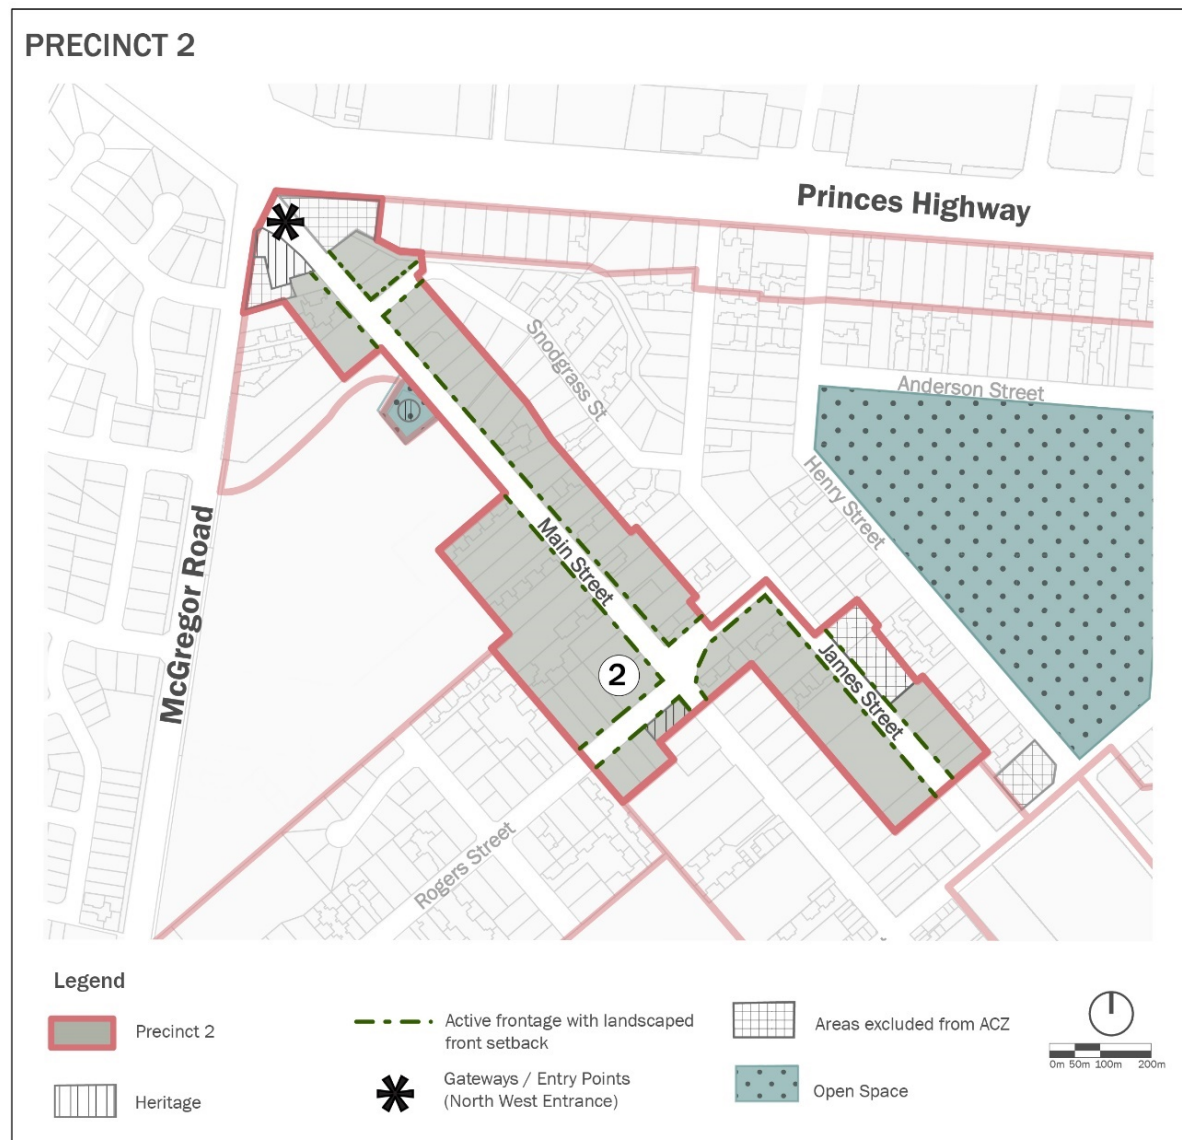 PRECINCT 2
Princes Highway
Snodgrass St
Anderson Street
Henry Street
McGregor Road
Main Street
2
James Street
Rogers Street
Legend
Precinct 2
Heritage
Active frontage with landscaped
front setback
Gateways / Entry Points
(North West Entrance)
Areas excluded from ACZ
Open Space
0m 50m 100m 200m